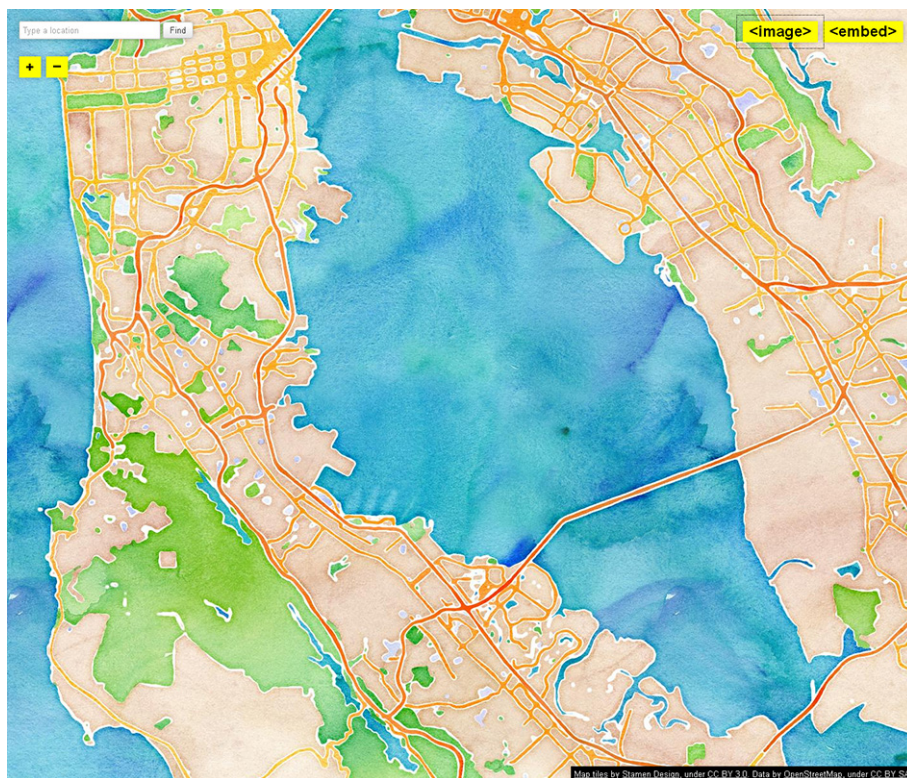 Type a location
Find
<image>
<embed>
+
−
Map tiles by Stamen Design, under CC BY 3.0. Data by OpenStreetMap, under CC BY S